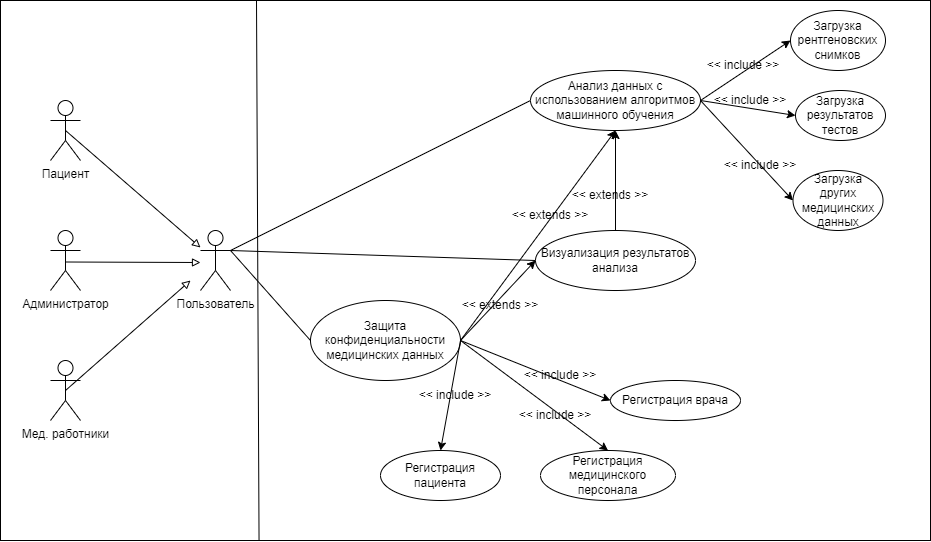 Загрузка
рентгеновских
снимков
<< include >>
Анализ данных с
использованием алгоритмов
машинного обучения
<< include >>
Загрузка
результатов
тестов
<< include >>
Загрузка
других
медицинских
данных
Пациент
<< extends >>
<< extends >>
Визуализация результатов
анализа
Администратор
Пользователь
<< extends >>
Защита
конфиденциальности
медицинских данных
<< include >>
<< include >>
Регистрация врача
<< include >>
Мед. работники
Регистрация
пациента
Регистрация
медицинского
персонала